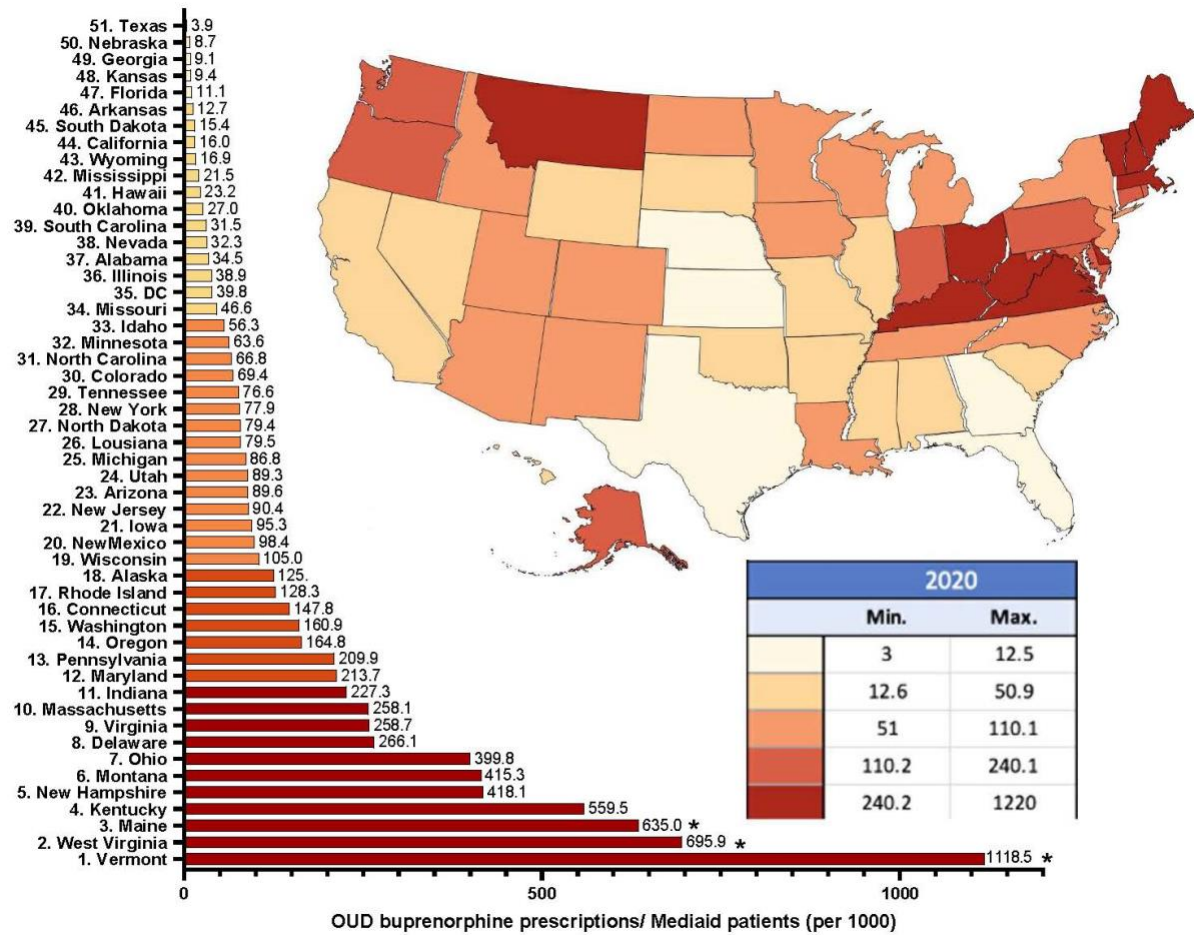 51. Texas 3.9
50. Nebraska 8.7
49. Georgia 9.1
48. Kansas 9.4
47. Florida 11.1
46. Arkansas 12.7
45. South Dakota 15.4
44. California 16.0
43. Wyoming 16.9
42. Mississippi 21.5
41. Hawaii 23.2
40. Oklahoma 27.0
39. South Carolina 31.5
38. Nevada 32.3
37. Alabama 34.5
36. Illinois 38.9
35. DC 39.8
34. Missouri 46.6
33. Idaho 56.3
32. Minnesota 63.6
31. North Carolina 66.8
30. Colorado 69.4
29. Tennessee 76.6
28. New York 77.9
27. North Dakota 79.4
26. Lousiana 79.5
25. Michigan 86.8
24. Utah 89.3
23. Arizona 89.6
22. New Jersey 90.4
21. Iowa 95.3
20. NewMexico 98.4
19. Wisconsin 105.0
18. Alaska 125.
17. Rhode Island 128.3
16. Connecticut 147.8
15. Washington 160.9
14. Oregon 164.8
13. Pennsylvania 209.9
12. Maryland 213.7
11. Indiana 227.3
10. Massachusetts 258.1
9. Virginia 258.7
8. Delaware 266.1
7. Ohio 399.8
6. Montana 415.3
5. New Hampshire 418.1
4. Kentucky 559.5
3. Maine 635.0 *
2. West Virginia 695.9 *
1. Vermont 1118.5 *
0 500 1000
OUD buprenorphine prescriptions/ Mediaid patients (per 1000)
2020
Min. Max.
3 12.5
12.6 50.9
51 110.1
110.2 240.1
240.2 1220